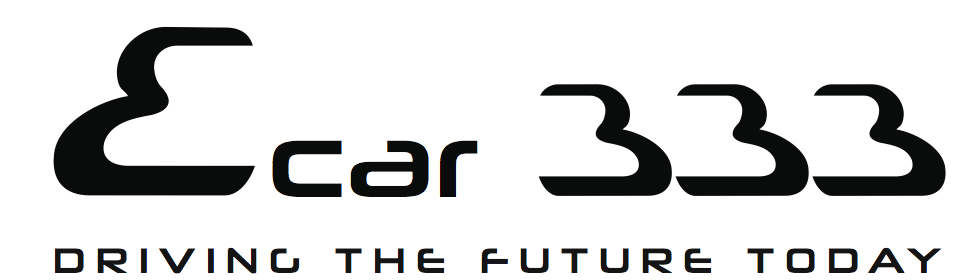 Ecar 333
DRIVING THE FUTURE TODAY